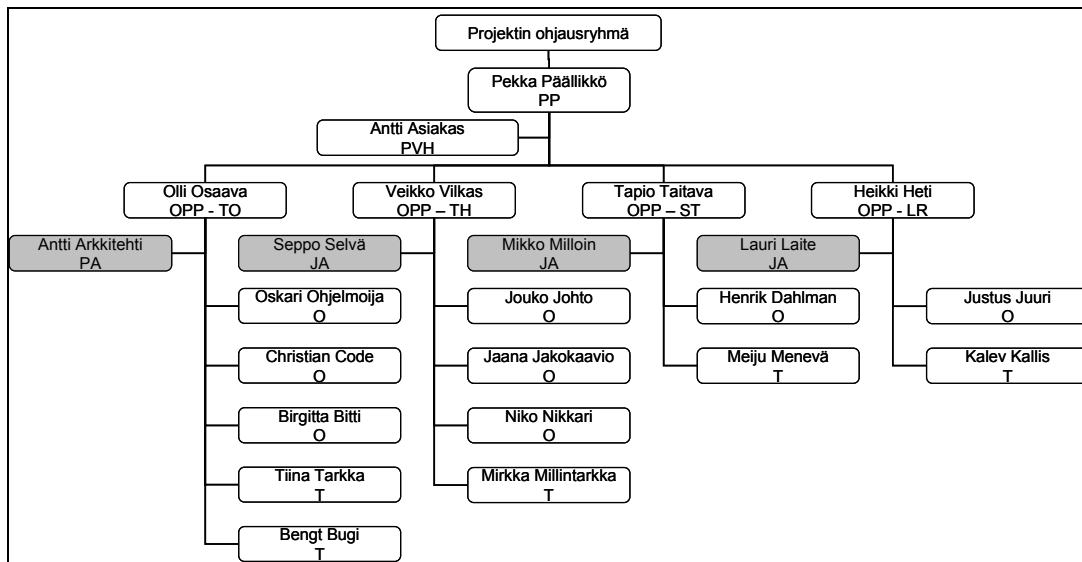 Projektin ohjausryhmä
Pekka Päällikkö
PP
Antti Asiakas
PVH
Olli Osaava
OPP - TO
Veikko Vilkas
OPP – TH
Tapio Taitava
OPP – ST
Heikki Heti
OPP - LR
Antti Arkkitehti
PA
Seppo Selvä
JA
Mikko Milloin
JA
Lauri Laite
JA
Oskari Ohjelmoija
O
Jouko Johto
O
Henrik Dahlman
O
Justus Juuri
O
Christian Code
O
Jaana Jakokaavio
O
Meiju Menevä
T
Kalev Kallis
T
Birgitta Bitti
O
Niko Nikkari
O
Tiina Tarkka
T
Mirkka Millintarkka
T
Bengt Bugi
T